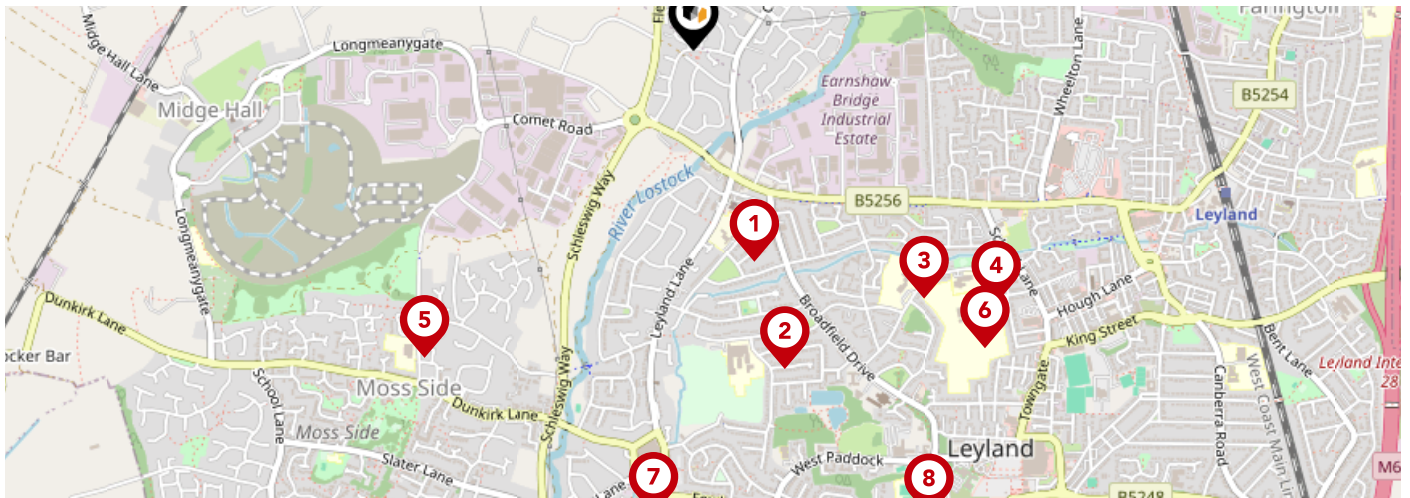 Midge Hall Lane
Longmeanygate
Midge Hall
Comet Road
Schleswig Way
River Lostock
Earnshaw
Bridge
Industrial
Estate
Wheelton Lane
Farington
B5254
B5256
Leyland
Longmeanygate
Dunkirk Lane
ocker Bar
5
Moss Side
School Lane
Dunkirk Lane
Moss Side
Slater Lane
Schleswig Way
Leyland Lane
1
2
Broadfield Drive
3
4
6
Lane
Hough Lane
King Street
Towngate
Canberra Road
Bent Lane
West Coast Main Lin
Leyland Inte
28
M6
7
Lane
West Paddock
8
Leyland
B5248